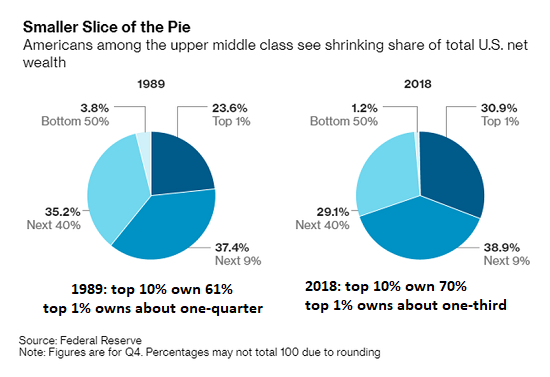 Smaller Slice of the Pie
Americans among the upper middle class see shrinking share of total U.S. net
wealth
1989
3.8%
Bottom 50%
23.6%
Top 1%
35.2%
Next 40%
37.4%
Next 9%
1989: top 10% own 61%
top 1% owns about one-quarter
2018
1.2%
Bottom 50%
30.9%
Top 1%
29.1%
Next 40%
38.9%
Next 9%
2018: top 10% own 70%
top 1% owns about one-third
Source: Federal Reserve
Note: Figures are for Q4. Percentages may not total 100 due to rounding